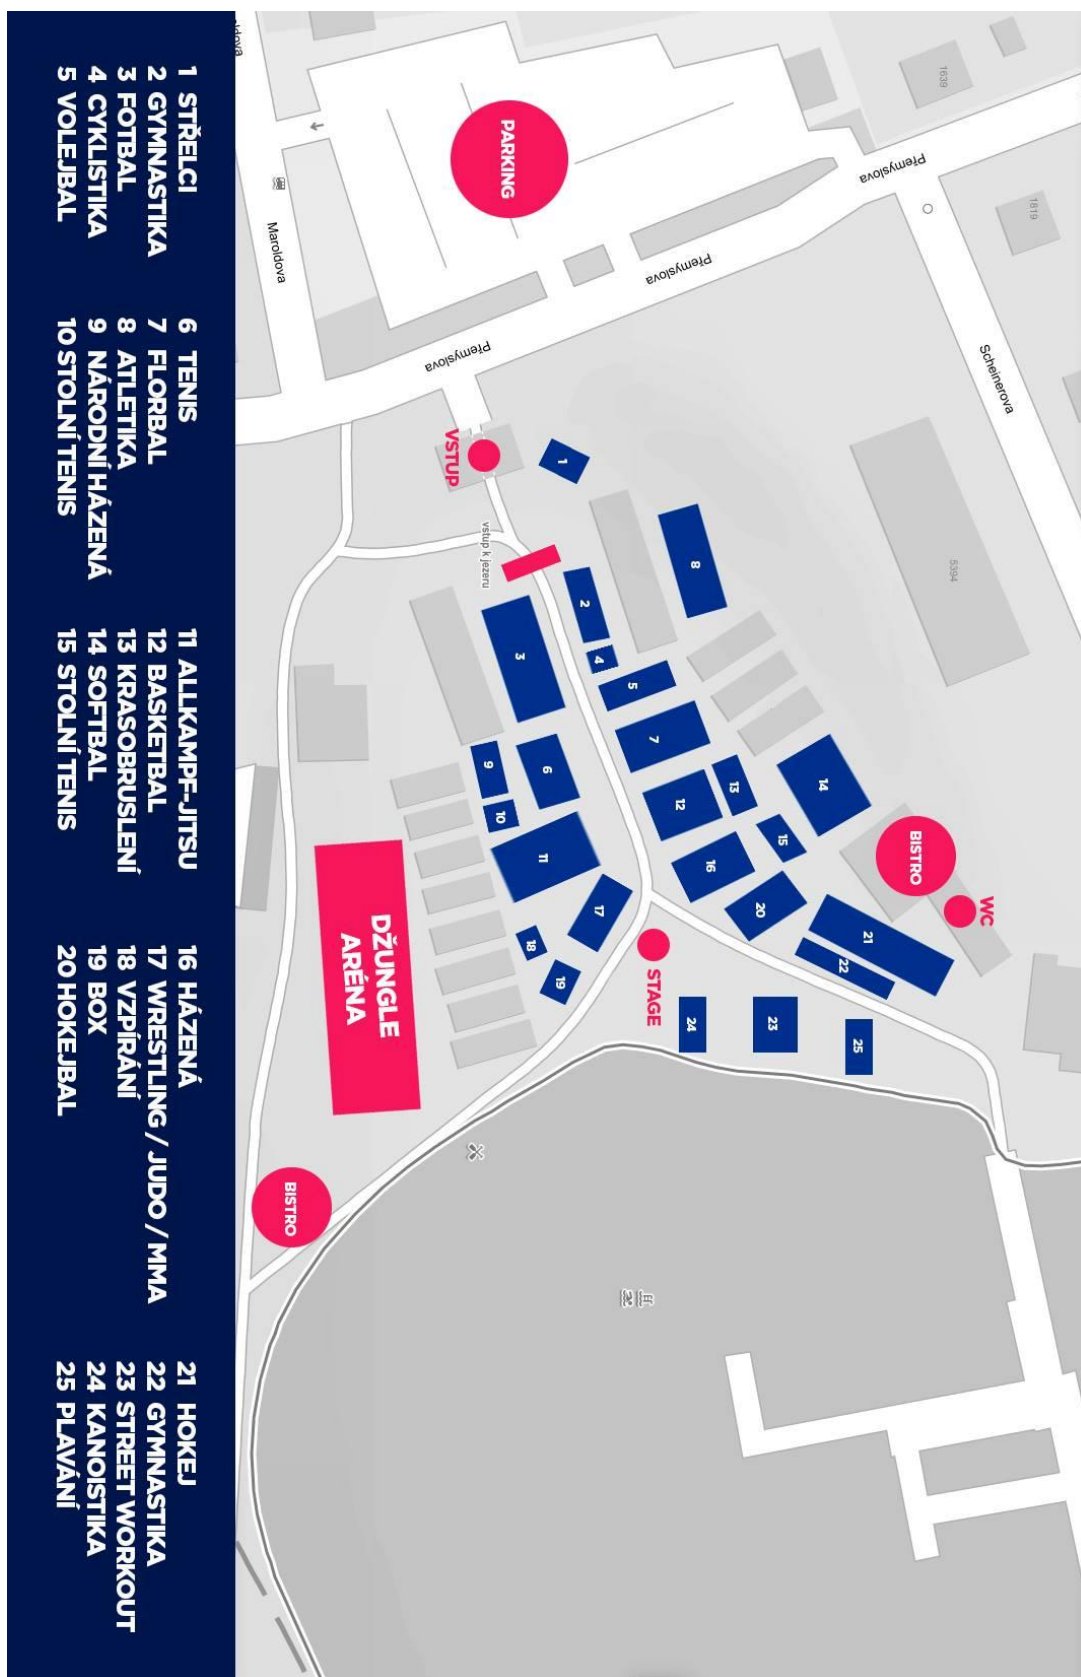 Maroldova
1639
1819
PARKING
Přemyslova
Přemyslova
Přemyslova
Maroldova
Scheinerova
5394
VSTUP
vstup k jezeru
1
2
3
4
5
6
7
8
9
10
11
12
13
14
15
16
17
18
19
20
21
22
23
24
25
BISTRO
WC
STAGE
DŽUNGLE
ARÉNA
BISTRO
1 STŘELCI
2 GYMNASTIKA
3 FOTBAL
4 CYKLISTIKA
5 VOLEJBAL
6 TENIS
7 FLORBAL
8 ATLETIKA
9 NÁRODNÍ HÁZENÁ
10 STOLNÍ TENIS
11 ALLKAMPF-JITSU
12 BASKETBAL
13 KRASOBRUSLENÍ
14 SOFTBAL
15 STOLNÍ TENIS
16 HÁZENÁ
17 WRESTLING / JUDO / MMA
18 VZPÍRÁNÍ
19 BOX
20 HOKEJBAL
21 HOKEJ
22 GYMNASTIKA
23 STREET WORKOUT
24 KANOISTIKA
25 PLAVÁNÍ